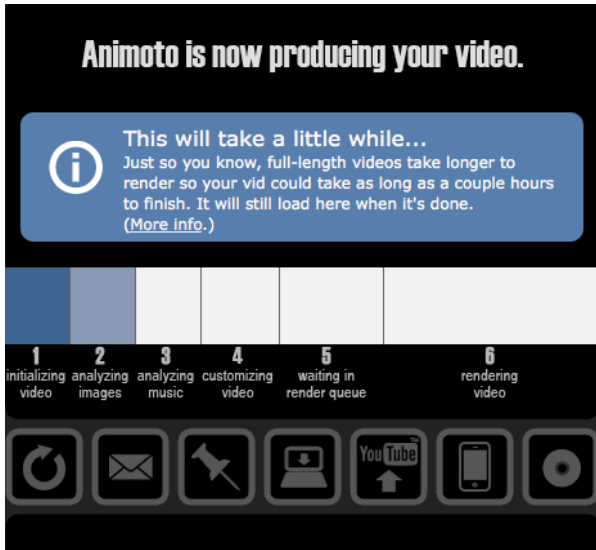 Animoto is now producing your video.
This will take a little while...
Just so you know, full-length videos take longer to
render so your vid could take as long as a couple hours
to finish. It will still load here when it's done.
(More info.)
1
initializing
video
2
analyzing
images
3
analyzing
music
4
customizing
video
5
waiting in
render queue
6
rendering
video
YouTube™